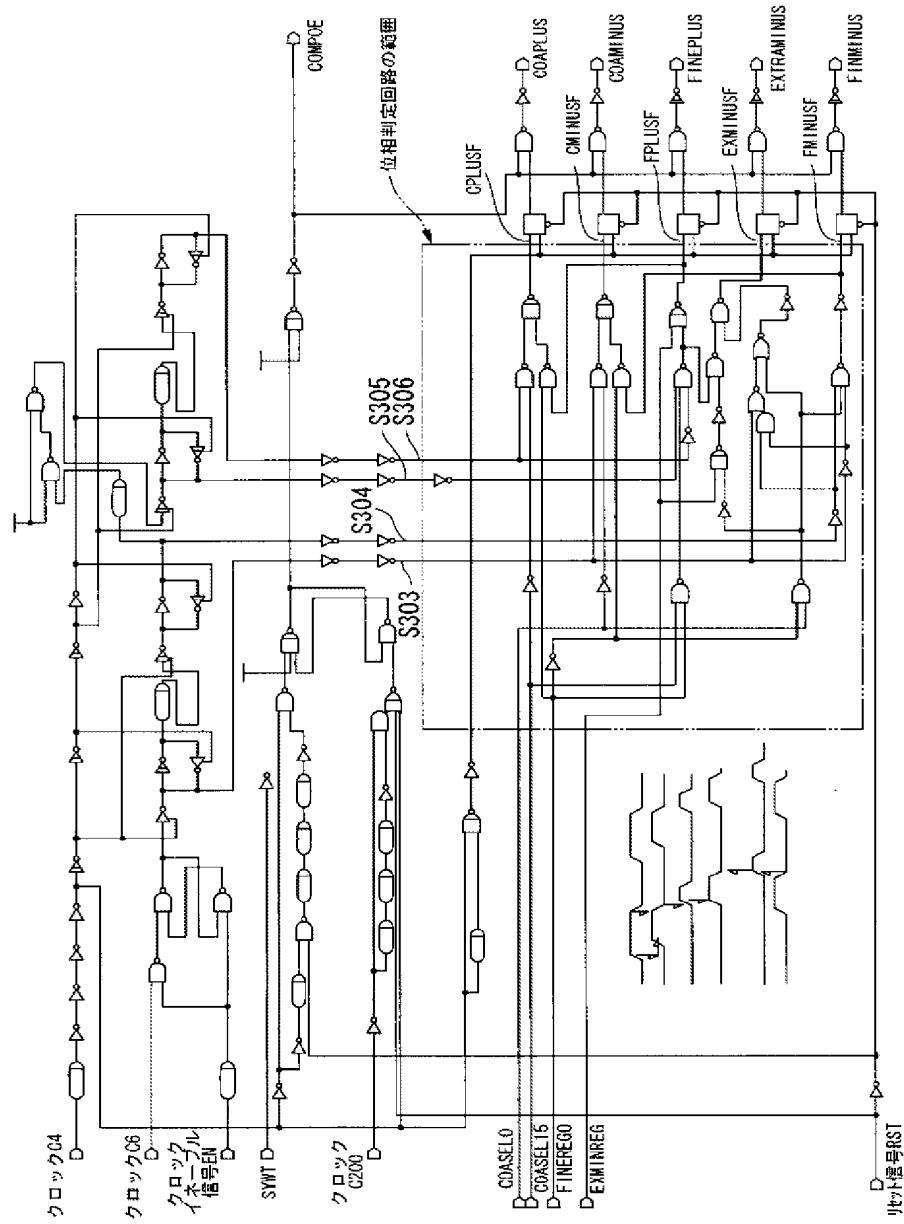 クロックC4
クロックC6
クロック
イネーブル
信号EN
SYWT
クロック
C200
COASEL0
COASEL15
FINEREG0
EXMINREG
リセット信号RST
S303
S304
S305
S306
COMPOE
COAPLUS
COAMINUS
FINEPLUS
EXTRAMINUS
FINMINUS
位相判定回路の範囲
CPLUSF
CMINUSF
FPLUSF
EXMINUSF
FMINUSF